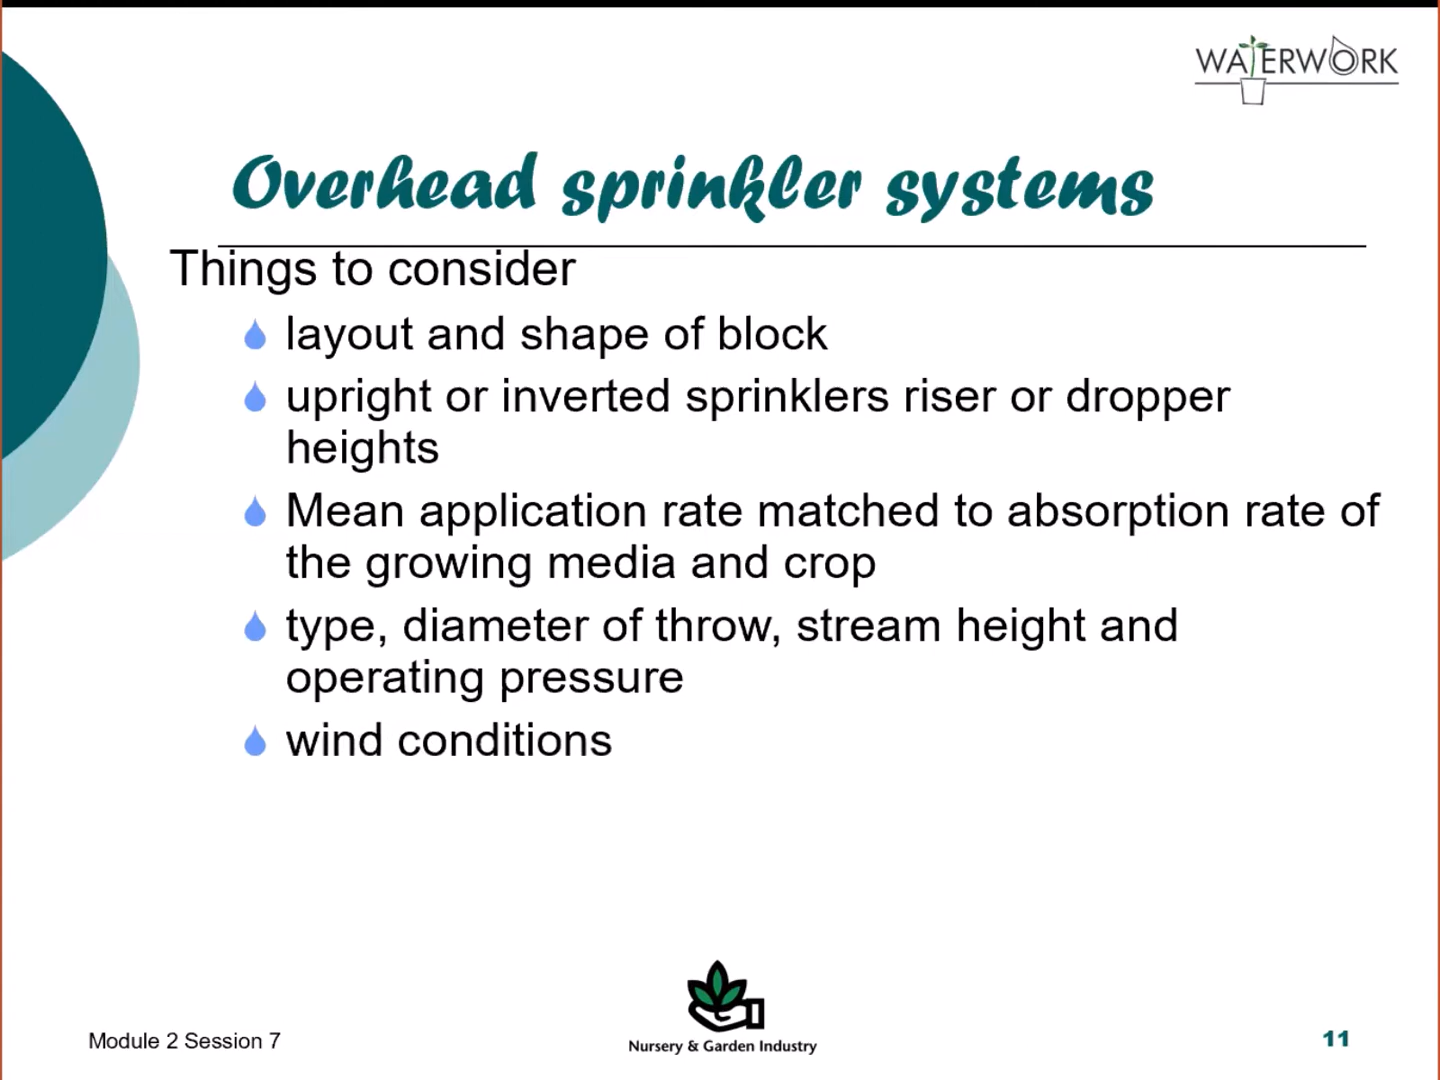 WATERWORK
Overhead sprinkler systems
Things to consider
layout and shape of block
upright or inverted sprinklers riser or dropper
heights
Mean application rate matched to absorption rate of
the growing media and crop
type, diameter of throw, stream height and
operating pressure
wind conditions
Module 2 Session 7
Nursery & Garden Industry
11